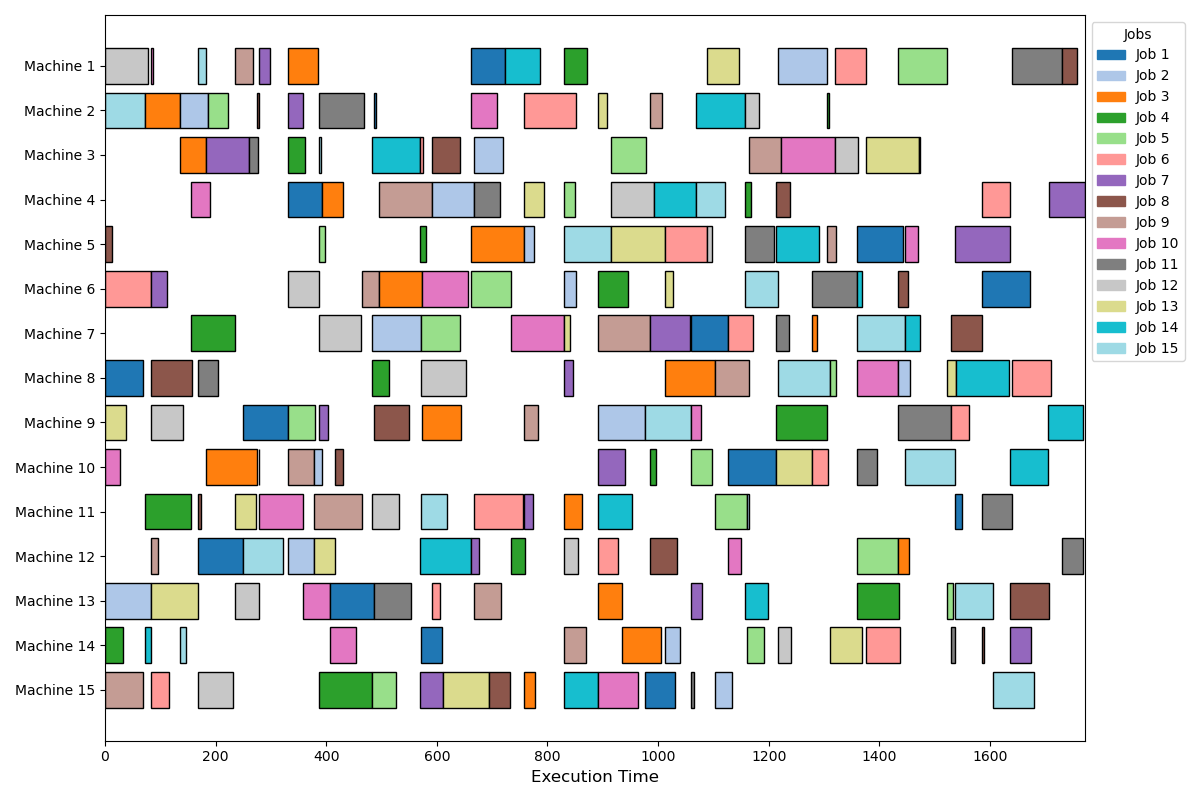 Machine 1
Machine 2
Machine 3
Machine 4
Machine 5
Machine 6
Machine 7
Machine 8
Machine 9
Machine 10
Machine 11
Machine 12
Machine 13
Machine 14
Machine 15
0 200 400 600 800 1000 1200 1400 1600
Execution Time
Jobs
Job 1
Job 2
Job 3
Job 4
Job 5
Job 6
Job 7
Job 8
Job 9
Job 10
Job 11
Job 12
Job 13
Job 14
Job 15